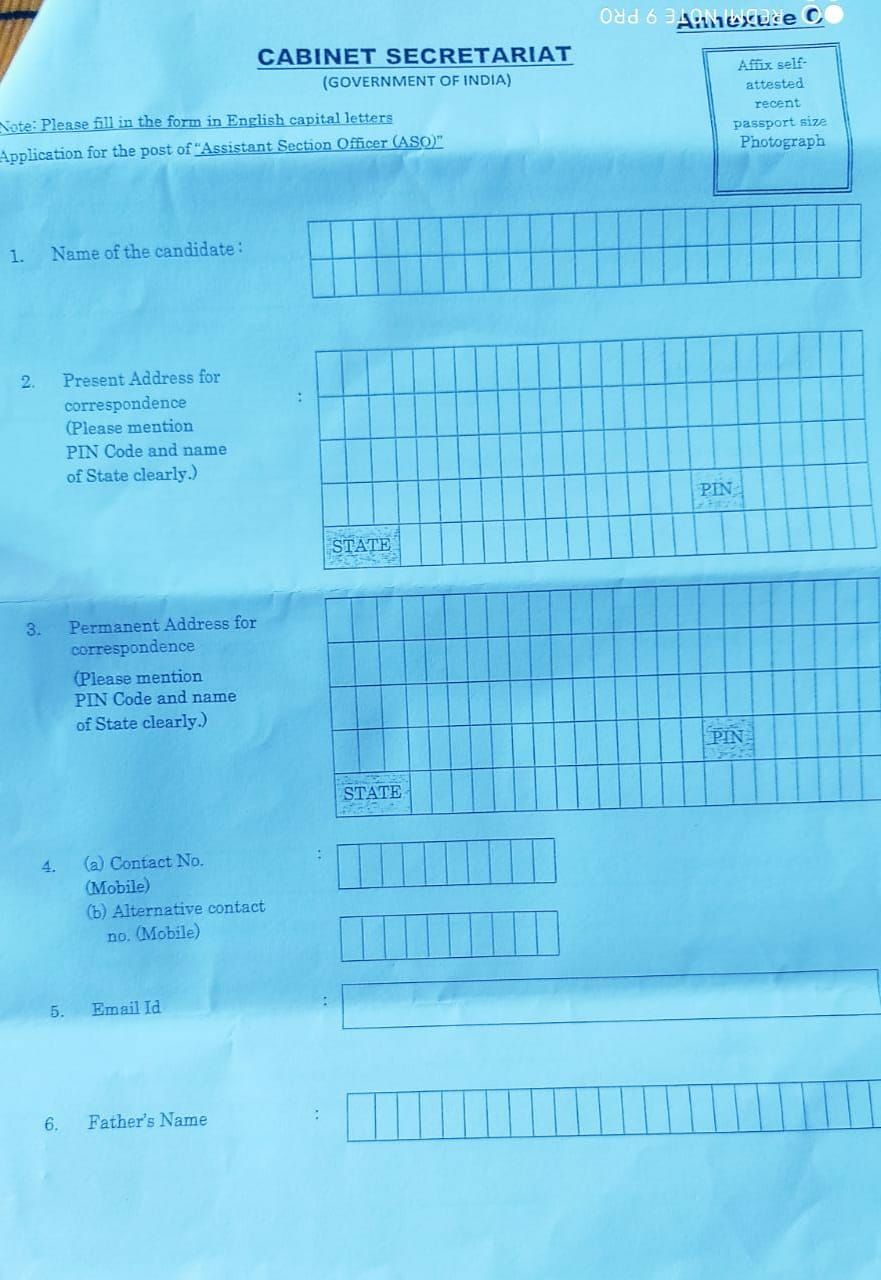 REDMI NOTE 9 PRO
Annexure C
CABINET SECRETARIAT
(GOVERNMENT OF INDIA)
Affix self-
attested
recent
passport size
Photograph
Note: Please fill in the form in English capital letters
Application for the post of “Assistant Section Officer (ASO)”
1. Name of the candidate :
2. Present Address for
correspondence :
(Please mention
PIN Code and name
of State clearly.)
PIN
STATE
3. Permanent Address for
correspondence
(Please mention
PIN Code and name
of State clearly.)
PIN
STATE
4. (a) Contact No. :
(Mobile)
(b) Alternative contact
no. (Mobile)
5. Email Id :
6. Father's Name :